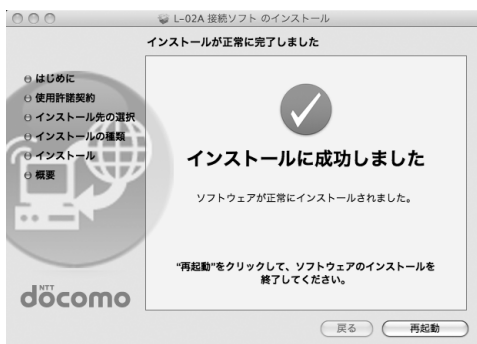 L-02A 接続ソフト のインストール
インストールが正常に完了しました
はじめに
使用許諾契約
インストール先の選択
インストールの種類
インストール
概要
インストールに成功しました
ソフトウェアが正常にインストールされました。
“再起動”をクリックして、ソフトウェアのインストールを
終了してください。
NTT
döcomo
戻る
再起動